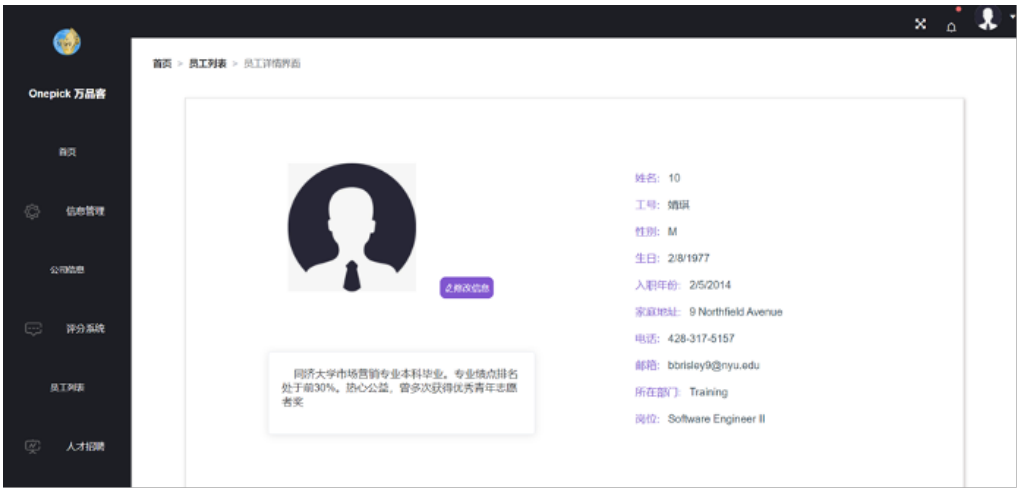 Onepick 万品客
首页
信息管理
公司信息
评分系统
员工列表
人才招聘
首页 > 员工列表 > 员工详情界面
修改信息
同济大学市场营销专业本科毕业。专业绩点排名
处于前30%。热心公益，曾多次获得优秀青年志愿
者奖
姓名: 10
工号: 婧琪
性别: M
生日: 2/8/1977
入职年份: 2/5/2014
家庭地址: 9 Northfield Avenue
电话: 428-317-5157
邮箱: bbrisley9@nyu.edu
所在部门: Training
岗位: Software Engineer II